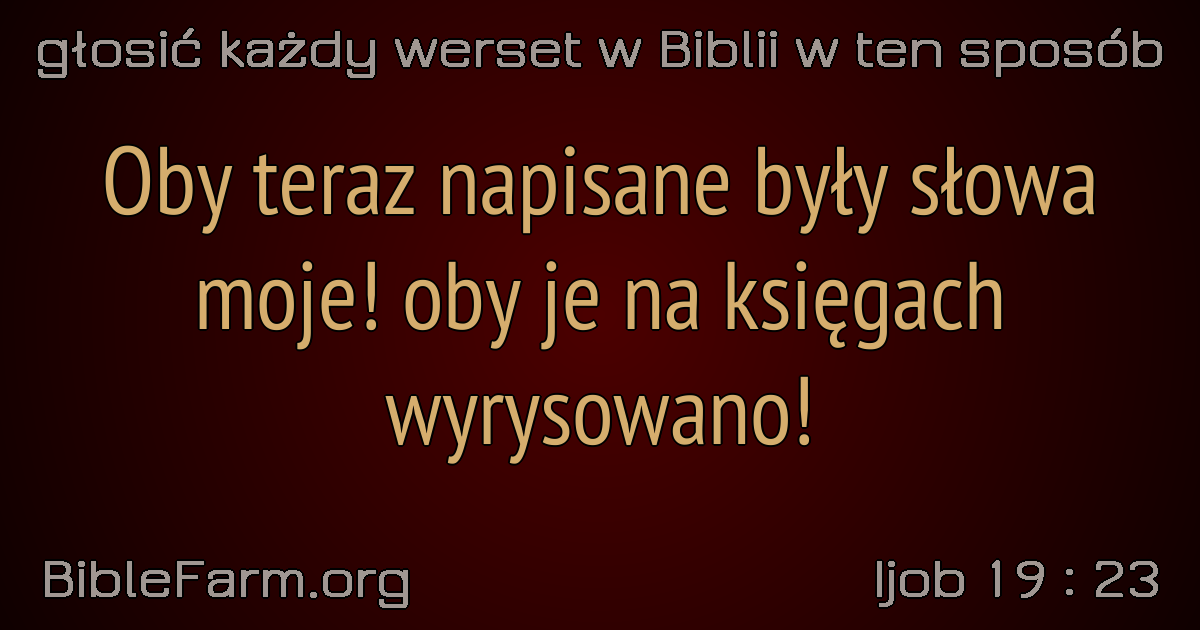 głosić każdy werset w Biblii w ten sposób
Oby teraz napisane były słowa
moje! oby je na księgach
wyrysowano!
BibleFarm.org
Ijob 19 : 23